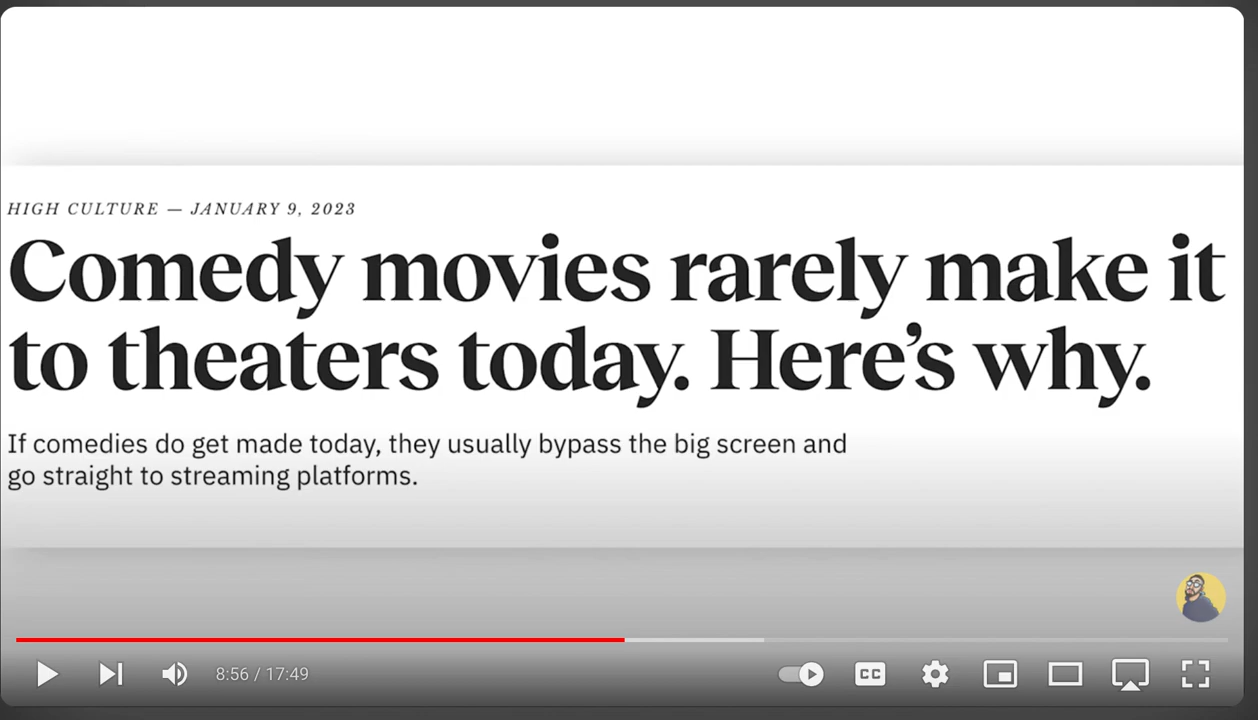 HIGH CULTURE — JANUARY 9, 2023
Comedy movies rarely make it
to theaters today. Here’s why.
If comedies do get made today, they usually bypass the big screen and
go straight to streaming platforms.
8:56 / 17:49
CC